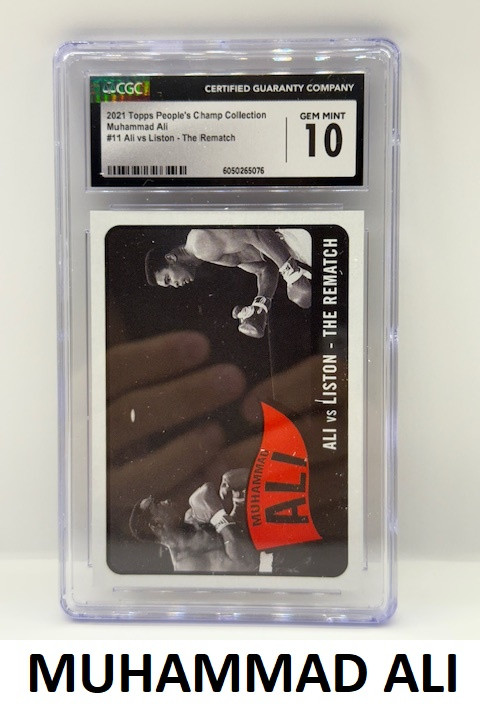 CGC
CERTIFIED GUARANTY COMPANY
2021 Topps People's Champ Collection
Muhammad Ali
#11 Ali vs Liston - The Rematch
GEM MINT
10
6050265076
ALI vs LISTON - THE REMATCH
MUHAMMAD
ALI
MUHAMMAD ALI